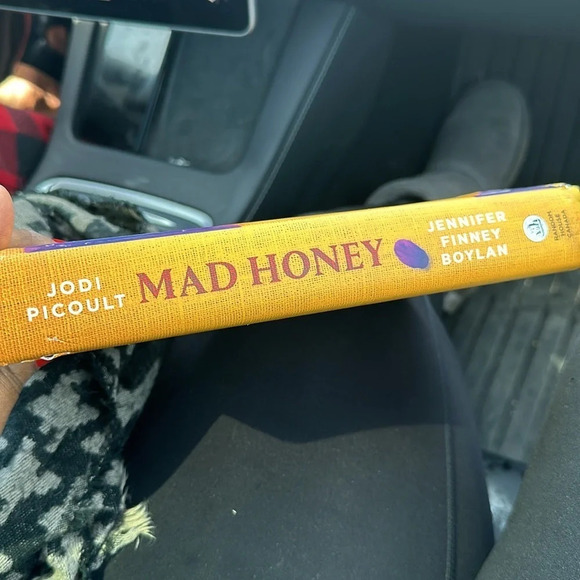 JODI
PICOULT
MAD HONEY
JENNIFER
FINNEY
BOYLAN